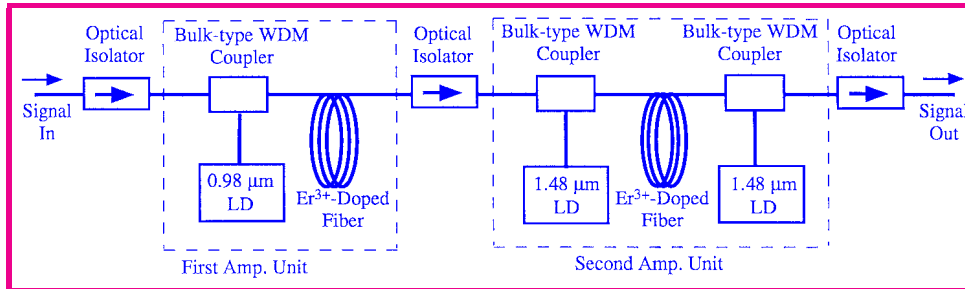 Optical
Isolator
Bulk-type WDM
Coupler
Optical
Isolator
Bulk-type WDM
Coupler
Bulk-type WDM
Coupler
Optical
Isolator
Signal
In
0.98 µm
LD
Er³⁺-Doped
Fiber
1.48 µm
LD
Er³⁺-Doped
Fiber
1.48 µm
LD
Signal
Out
First Amp. Unit
Second Amp. Unit